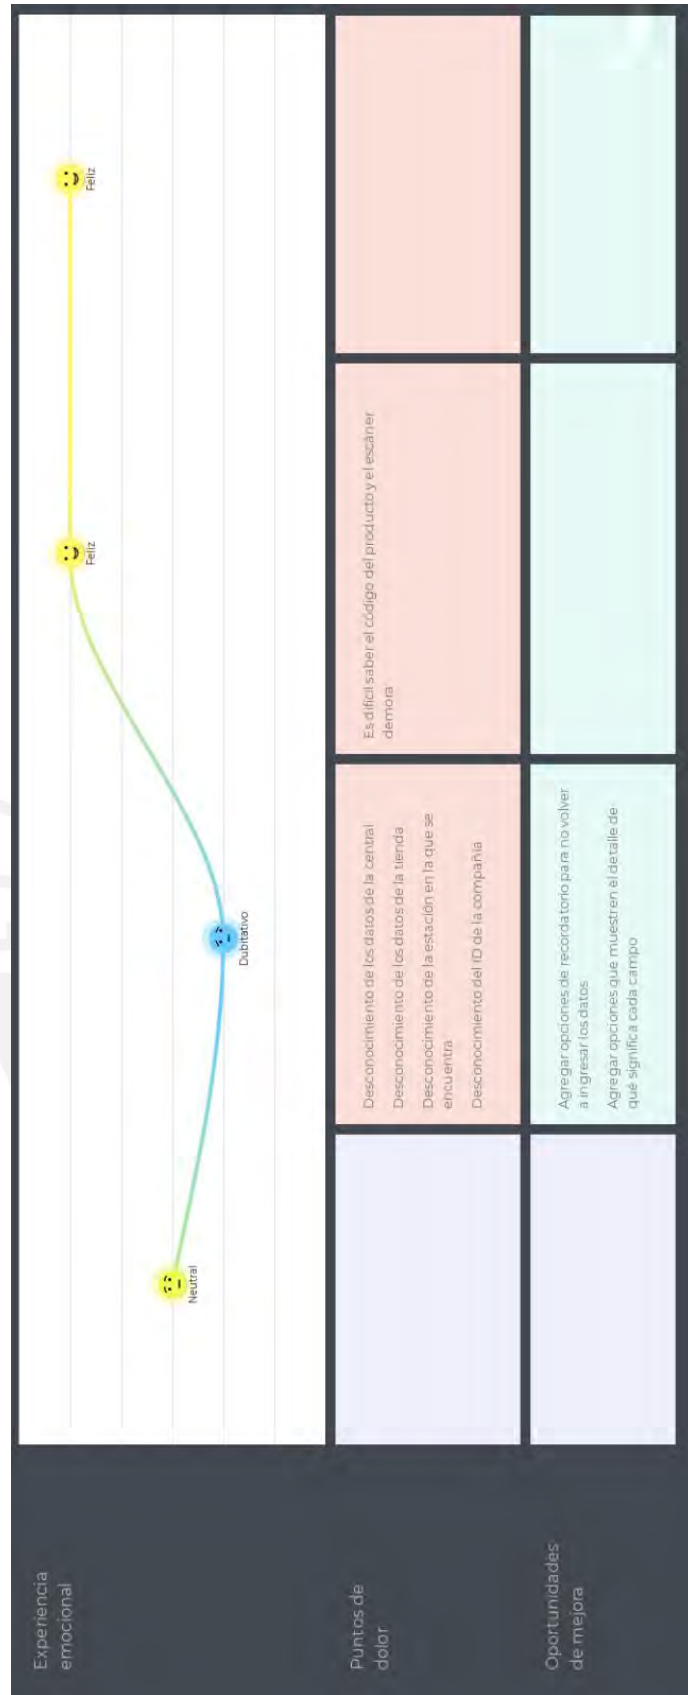 Experiencia
emocional
Neutral
Dubitativo
Feliz
Feliz
Puntos de
dolor
Desconocimiento de los datos de la central
Desconocimiento de los datos de la tienda
Desconocimiento de la estación en la que se
encuentra
Desconocimiento del ID de la compañia
Es difícil saber el código del producto y el escáner
demora
Oportunidades
de mejora
Agregar opciones de recordatorio para no volver
a ingresar los datos
Agregar opciones que muestren el detalle de
qué significa cada campo